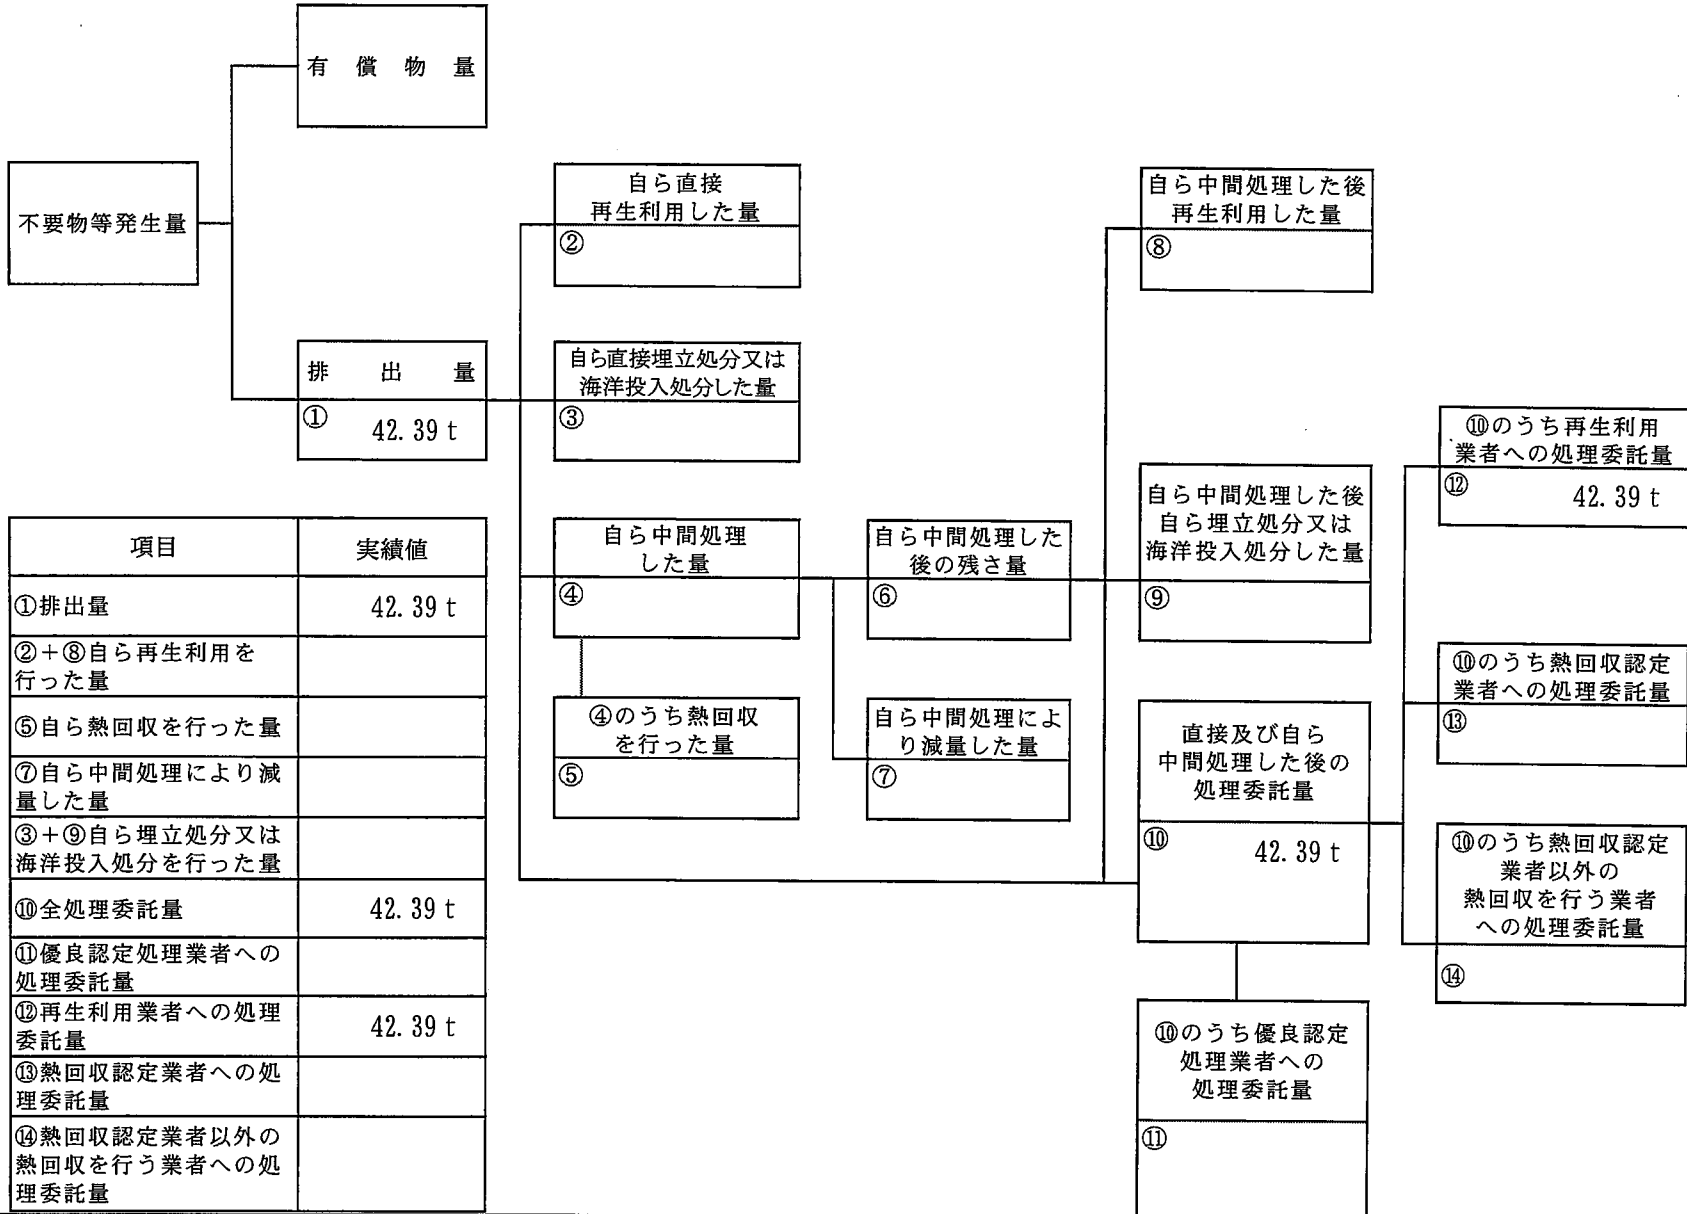 有償物量
不要物等発生量
排出量
① 42.39 t
自ら直接
再生利用した量
②
自ら直接埋立処分又は
海洋投入処分した量
③
自ら中間処理
した量
④
④のうち熱回収
を行った量
⑤
自ら中間処理した
後の残さ量
⑥
自ら中間処理によ
り減量した量
⑦
自ら中間処理した後
再生利用した量
⑧
自ら中間処理した後
自ら埋立処分又は
海洋投入処分した量
⑨
直接及び自ら
中間処理した後の
処理委託量
⑩ 42.39 t
⑩のうち優良認定
処理業者への
処理委託量
⑪
⑩のうち再生利用
業者への処理委託量
⑫ 42.39 t
⑩のうち熱回収認定
業者への処理委託量
⑬
⑩のうち熱回収認定
業者以外の
熱回収を行う業者
への処理委託量
⑭
項目 実績値
①排出量 42.39 t
②+⑧自ら再生利用を
行った量
⑤自ら熱回収を行った量
⑦自ら中間処理により減
量した量
③+⑨自ら埋立処分又は
海洋投入処分を行った量
⑩全処理委託量 42.39 t
⑪優良認定処理業者への
処理委託量
⑫再生利用業者への処理
委託量 42.39 t
⑬熱回収認定業者への処
理委託量
⑭熱回収認定業者以外の
熱回収を行う業者への処
理委託量